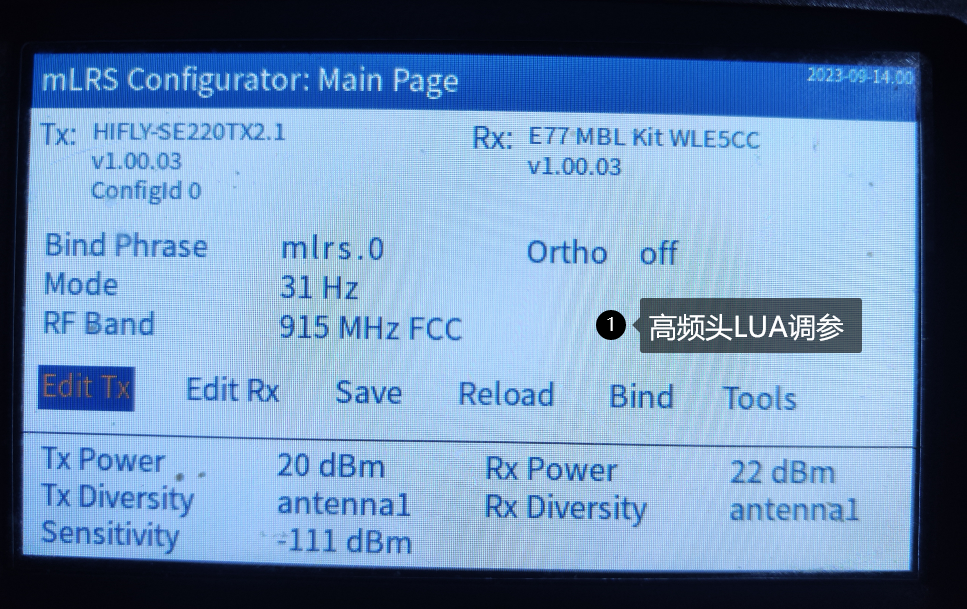 mLRS Configurator: Main Page 2023-09-14.00
Tx: HIFLY-SE220TX2.1 Rx: E77 MBL Kit WLE5CC
v1.00.03 v1.00.03
ConfigId 0
Bind Phrase mlrs.0 Ortho off
Mode 31 Hz
RF Band 915 MHz FCC
1 高频头LUA调参
Edit Tx Edit Rx Save Reload Bind Tools
Tx Power 20 dBm Rx Power 22 dBm
Tx Diversity antenna1 Rx Diversity antenna1
Sensitivity -111 dBm